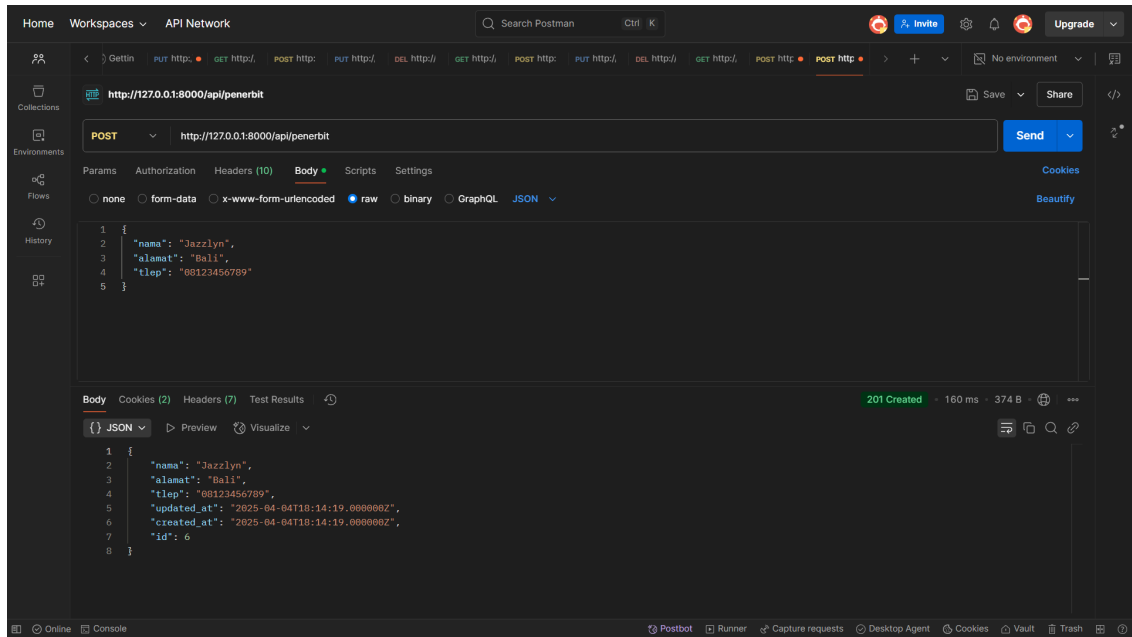 Home Workspaces API Network Search Postman Ctrl K Invite Upgrade
Gettin PUT http:, GET http:/, POST http: PUT http:/, DEL http:// GET http:/, POST http: PUT http:/, DEL http:// GET http:/, POST http: POST http No environment
http://127.0.0.1:8000/api/penerbit Save Share
POST http://127.0.0.1:8000/api/penerbit Send
Params Authorization Headers (10) Body Scripts Settings Cookies
none form-data x-www-form-urlencoded raw binary GraphQL JSON Beautify
1 {
2 "nama": "Jazzlyn",
3 "alamat": "Bali",
4 "tlep": "08123456789"
5 }
Collections
Environments
Flows
History
Body Cookies (2) Headers (7) Test Results 201 Created 160 ms 374 B
{} JSON Preview Visualize
1 {
2 "nama": "Jazzlyn",
3 "alamat": "Bali",
4 "tlep": "08123456789",
5 "updated_at": "2025-04-04T18:14:19.000000Z",
6 "created_at": "2025-04-04T18:14:19.000000Z",
7 "id": 6
8 }
Online Console Postbot Runner Capture requests Desktop Agent Cookies Vault Trash